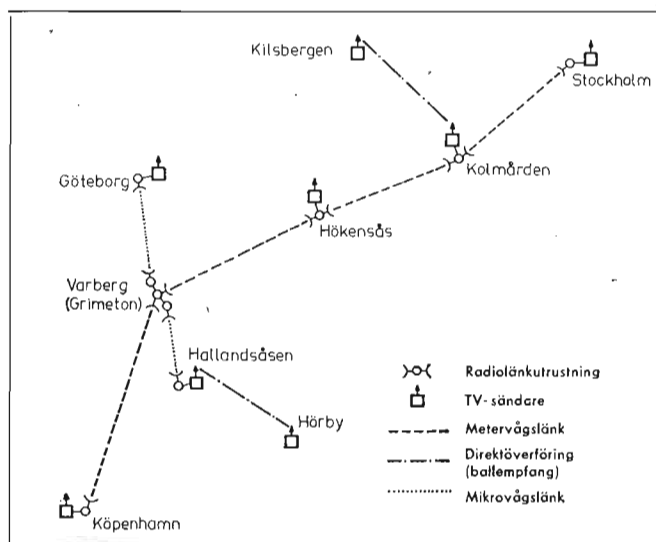 Kilsbergen
Stockholm
Kolmården
Göteborg
Hökensås
Varberg
(Grimeton)
Hallandsåsen
Hörby
Köpenhamn
Radiolänkutrustning
TV-sändare
Metervågslänk
Direktöverföring
(ballempfang)
Mikrovågslänk